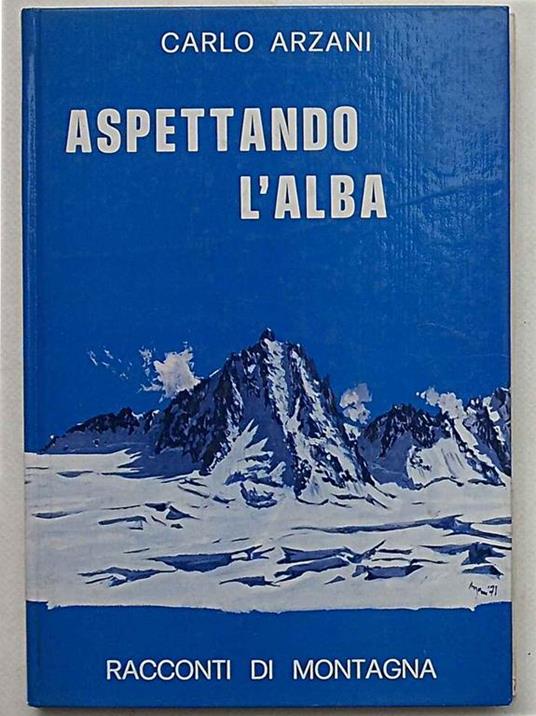 CARLO ARZANI
ASPETTANDO
L'ALBA
RACCONTI DI MONTAGNA